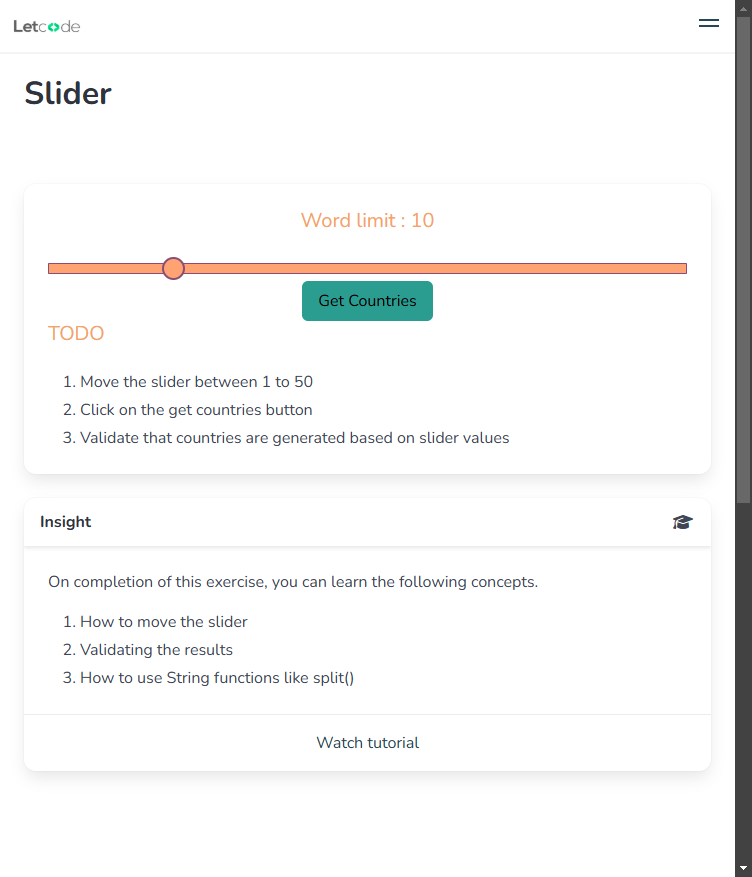 Letcode
Slider
Word limit : 10
Get Countries
TODO
1. Move the slider between 1 to 50
2. Click on the get countries button
3. Validate that countries are generated based on slider values
Insight
On completion of this exercise, you can learn the following concepts.
1. How to move the slider
2. Validating the results
3. How to use String functions like split()
Watch tutorial